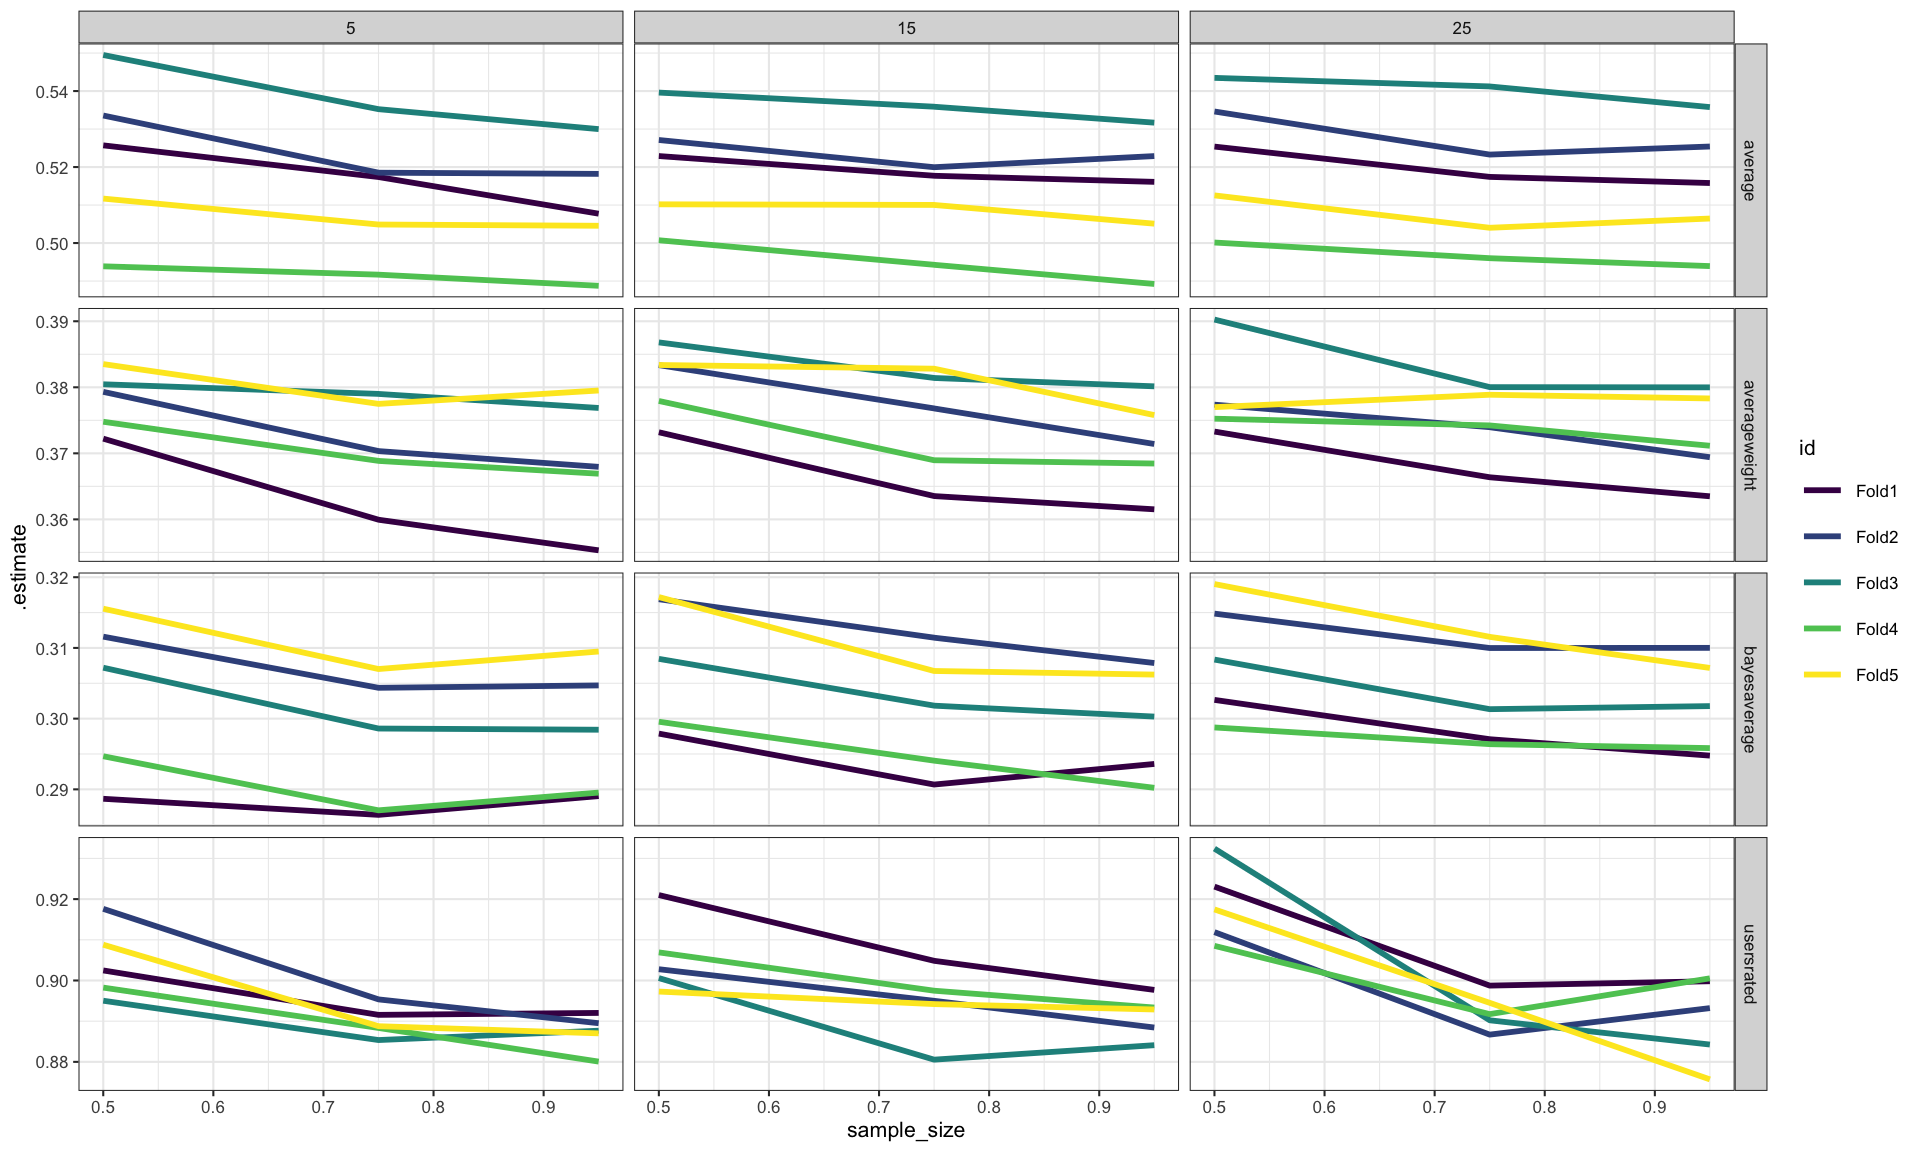 5 15 25
0.54
0.52
0.50
average
0.39
0.38
0.37
0.36
averageweight
0.32
0.31
0.30
0.29
bayesaverage
0.92
0.90
0.88
usersrated
0.5 0.6 0.7 0.8 0.9 0.5 0.6 0.7 0.8 0.9 0.5 0.6 0.7 0.8 0.9
sample_size
.estimate
id
Fold1
Fold2
Fold3
Fold4
Fold5